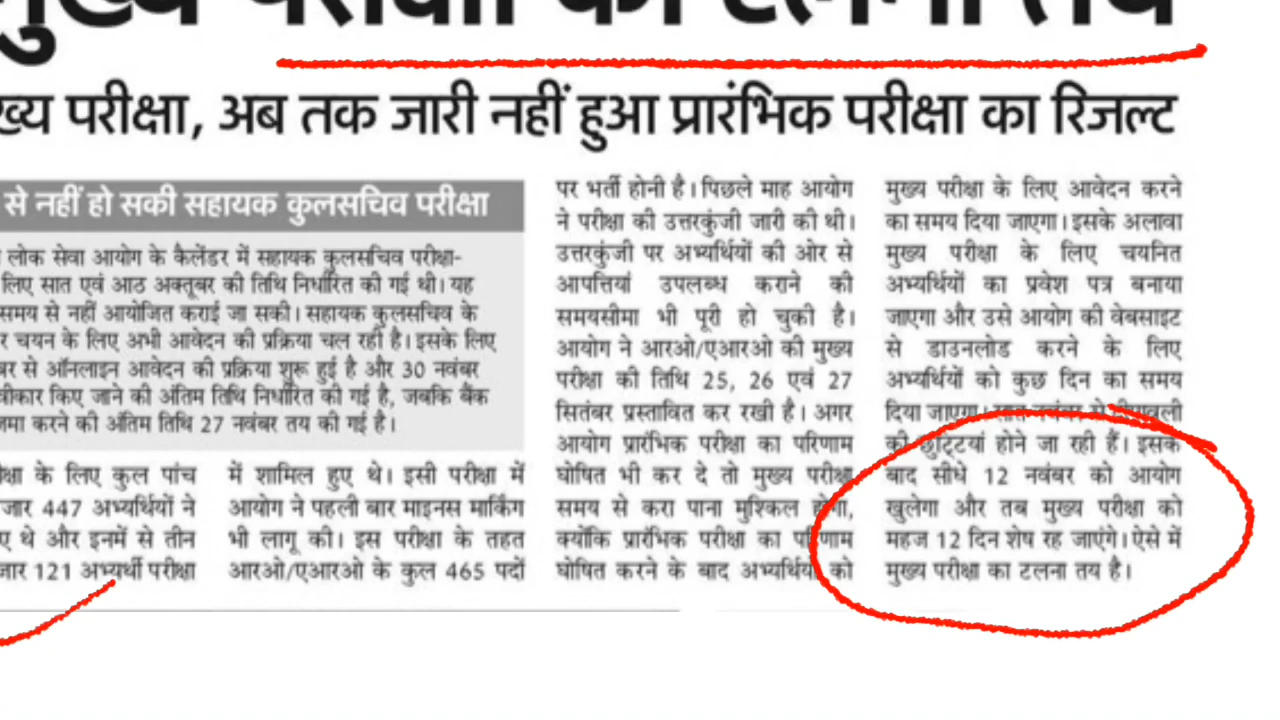 मुख्य परीक्षा का टलना तय
ख्य परीक्षा, अब तक जारी नहीं हुआ प्रारंभिक परीक्षा का रिजल्ट
से नहीं हो सकी सहायक कुलसचिव परीक्षा
लोक सेवा आयोग के कैलेंडर में सहायक कुलसचिव परीक्षा-
लिए सात एवं आठ अक्तूबर की तिथि निर्धारित की गई थी। यह
समय से नहीं आयोजित कराई जा सकी। सहायक कुलसचिव के
र चयन के लिए अभी आवेदन की प्रक्रिया चल रही है। इसके लिए
बर से ऑनलाइन आवेदन की प्रक्रिया शुरू हुई है और 30 नवंबर
वीकार किए जाने की अंतिम तिथि निर्धारित की गई है, जबकि बैंक
जमा करने की अंतिम तिथि 27 नवंबर तय की गई है।
क्षा के लिए कुल पांच
जार 447 अभ्यर्थियों ने
ए थे और इनमें से तीन
जार 121 अभ्यर्थी परीक्षा
में शामिल हुए थे। इसी परीक्षा में
आयोग ने पहली बार माइनस मार्किंग
भी लागू की। इस परीक्षा के तहत
आरओ/एआरओ के कुल 465 पदों
पर भर्ती होनी है। पिछले माह आयोग
ने परीक्षा की उत्तरकुंजी जारी की थी।
उत्तरकुंजी पर अभ्यर्थियों की ओर से
आपत्तियां उपलब्ध कराने की
समयसीमा भी पूरी हो चुकी है।
आयोग ने आरओ/एआरओ की मुख्य
परीक्षा की तिथि 25, 26 एवं 27
सितंबर प्रस्तावित कर रखी है। अगर
आयोग प्रारंभिक परीक्षा का परिणाम
घोषित भी कर दे तो मुख्य परीक्षा
समय से करा पाना मुश्किल होगा,
क्योंकि प्रारंभिक परीक्षा का परिणाम
घोषित करने के बाद अभ्यर्थियों को
मुख्य परीक्षा के लिए आवेदन करने
का समय दिया जाएगा। इसके अलावा
मुख्य परीक्षा के लिए चयनित
अभ्यर्थियों का प्रवेश पत्र बनाया
जाएगा और उसे आयोग की वेबसाइट
से डाउनलोड करने के लिए
अभ्यर्थियों को कुछ दिन का समय
दिया जाएगा। सात नवंबर से दीपावली
की छुट्टियां होने जा रही हैं। इसके
बाद सीधे 12 नवंबर को आयोग
खुलेगा और तब मुख्य परीक्षा को
महज 12 दिन शेष रह जाएंगे। ऐसे में
मुख्य परीक्षा का टलना तय है।